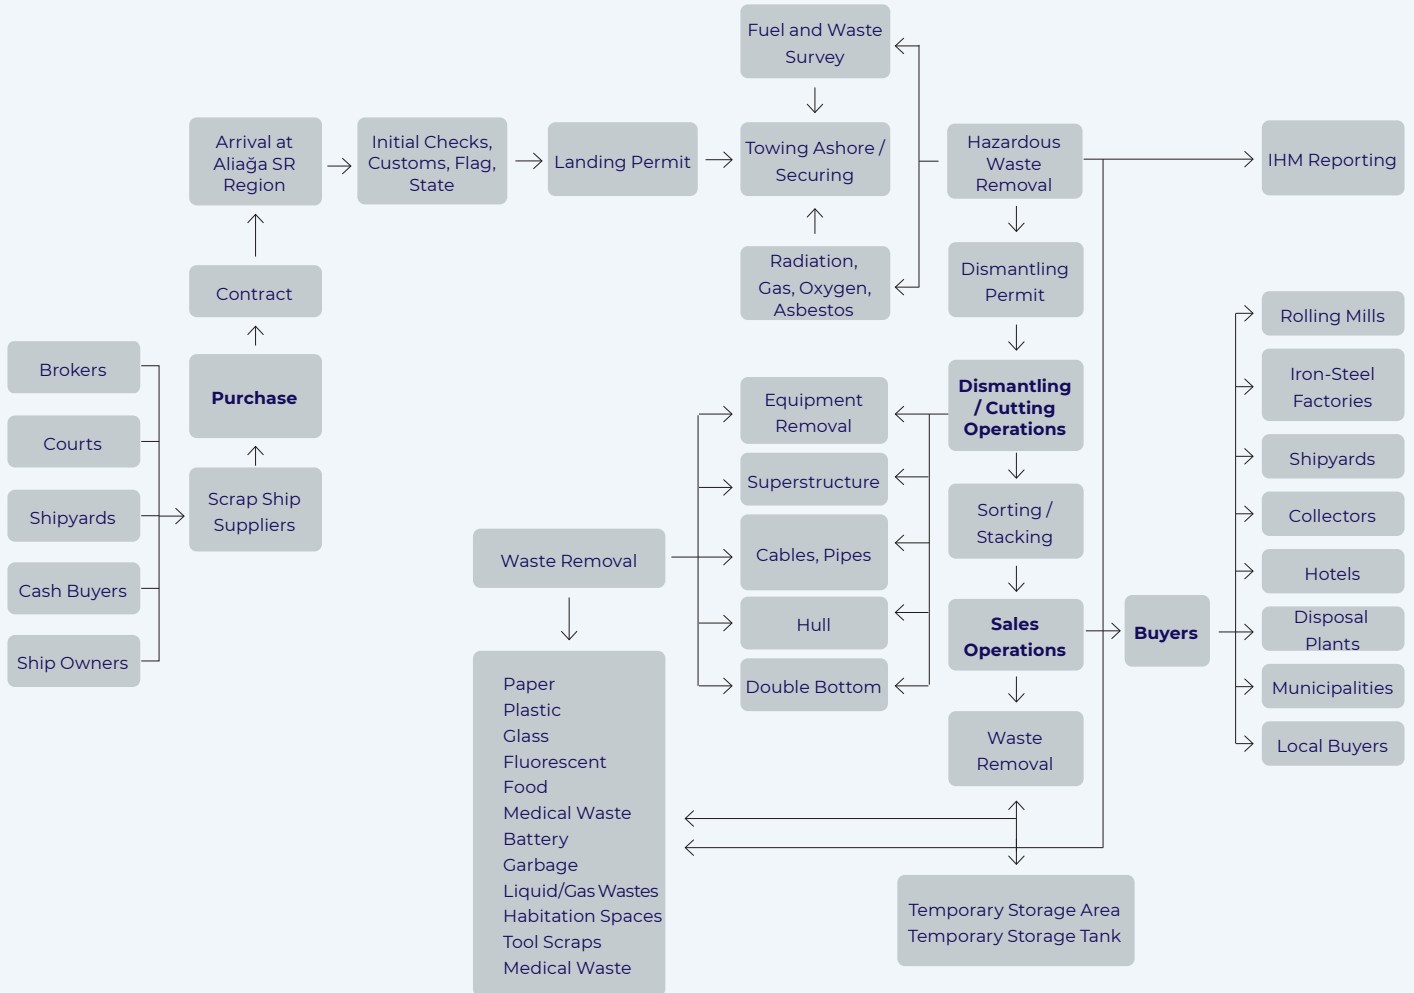 Fuel and Waste
Survey
Arrival at
Aliağa SR
Region
Initial Checks,
Customs, Flag,
State
Landing Permit
Towing Ashore /
Securing
Hazardous
Waste
Removal
IHM Reporting
Contract
Radiation,
Gas, Oxygen,
Asbestos
Dismantling
Permit
Brokers
Courts
Shipyards
Cash Buyers
Ship Owners
Purchase
Scrap Ship
Suppliers
Equipment
Removal
Superstructure
Cables, Pipes
Hull
Double Bottom
Dismantling
/ Cutting
Operations
Sorting /
Stacking
Sales
Operations
Waste
Removal
Buyers
Rolling Mills
Iron-Steel
Factories
Shipyards
Collectors
Hotels
Disposal
Plants
Municipalities
Local Buyers
Waste Removal
Paper
Plastic
Glass
Fluorescent
Food
Medical Waste
Battery
Garbage
Liquid/Gas Wastes
Habitation Spaces
Tool Scraps
Medical Waste
Temporary Storage Area
Temporary Storage Tank